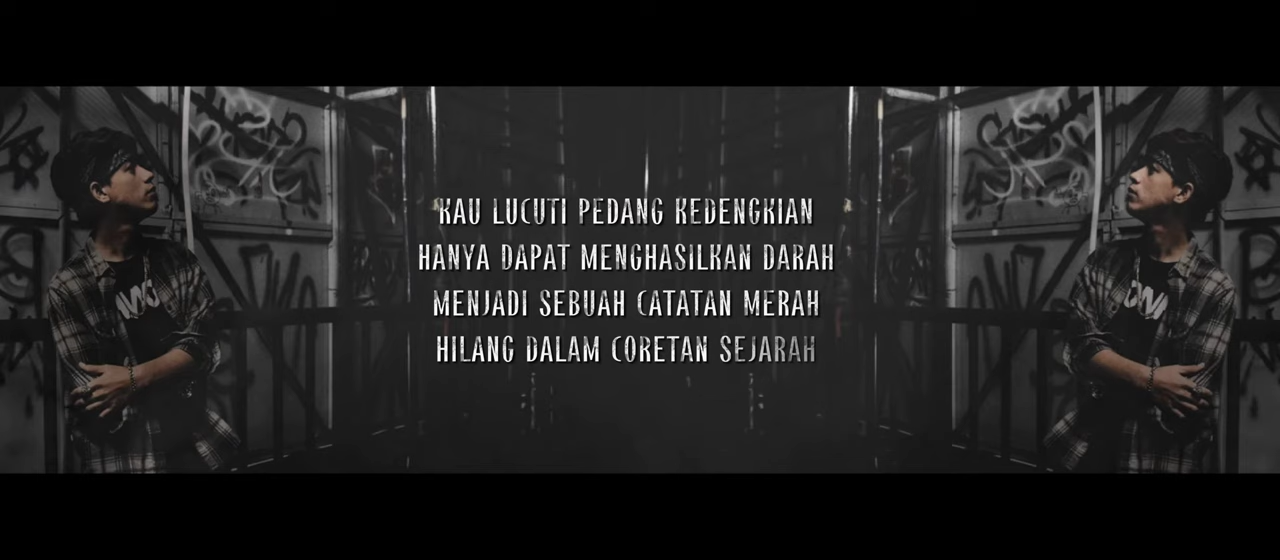 KAU LUCUTI PEDANG KEDENGKIAN
HANYA DAPAT MENGHASILKAN DARAH
MENJADI SEBUAH CATATAN MERAH
HILANG DALAM CORETAN SEJARAH